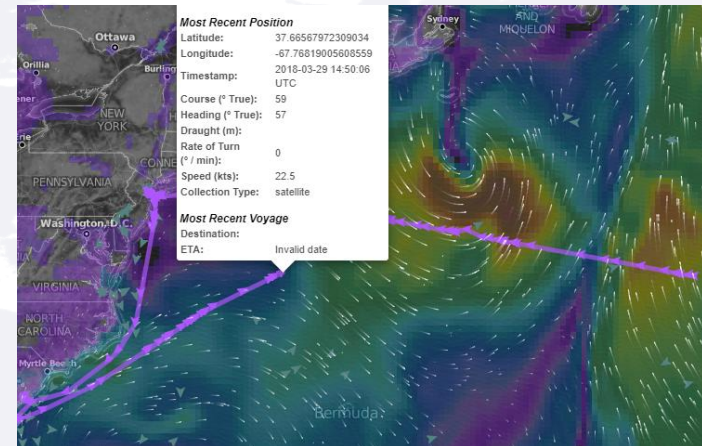 Most Recent Position
Latitude: 37.66567972309034
Longitude: -67.76819005608559
Timestamp: 2018-03-29 14:50:06
UTC
Course (º True): 59
Heading (º True): 57
Draught (m):
Rate of Turn
(º / min): 0
Speed (kts): 22.5
Collection Type: satellite
Most Recent Voyage
Destination:
ETA: Invalid date
Ottawa
Orillia
Burling
NEW
YORK
CONNE
PENNSYLVANIA
Washington, D.C.
VIRGINIA
NORTH
CAROLINA
Myrtle Beach
Sydney
AND
MIQUELON
Bermuda